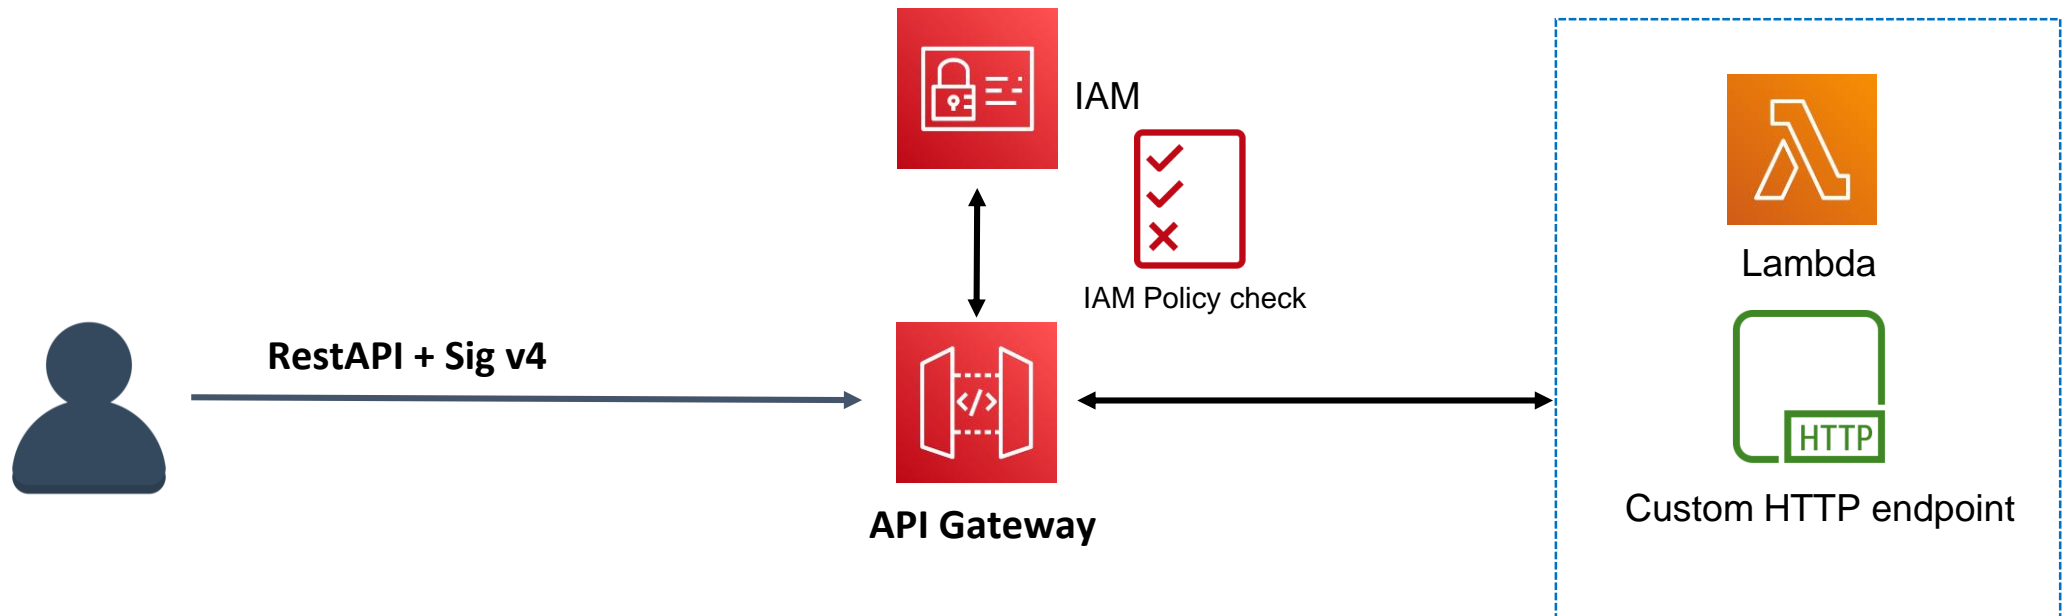 IAM
IAM Policy check
RestAPI + Sig v4
</>
API Gateway
Lambda
HTTP
Custom HTTP endpoint